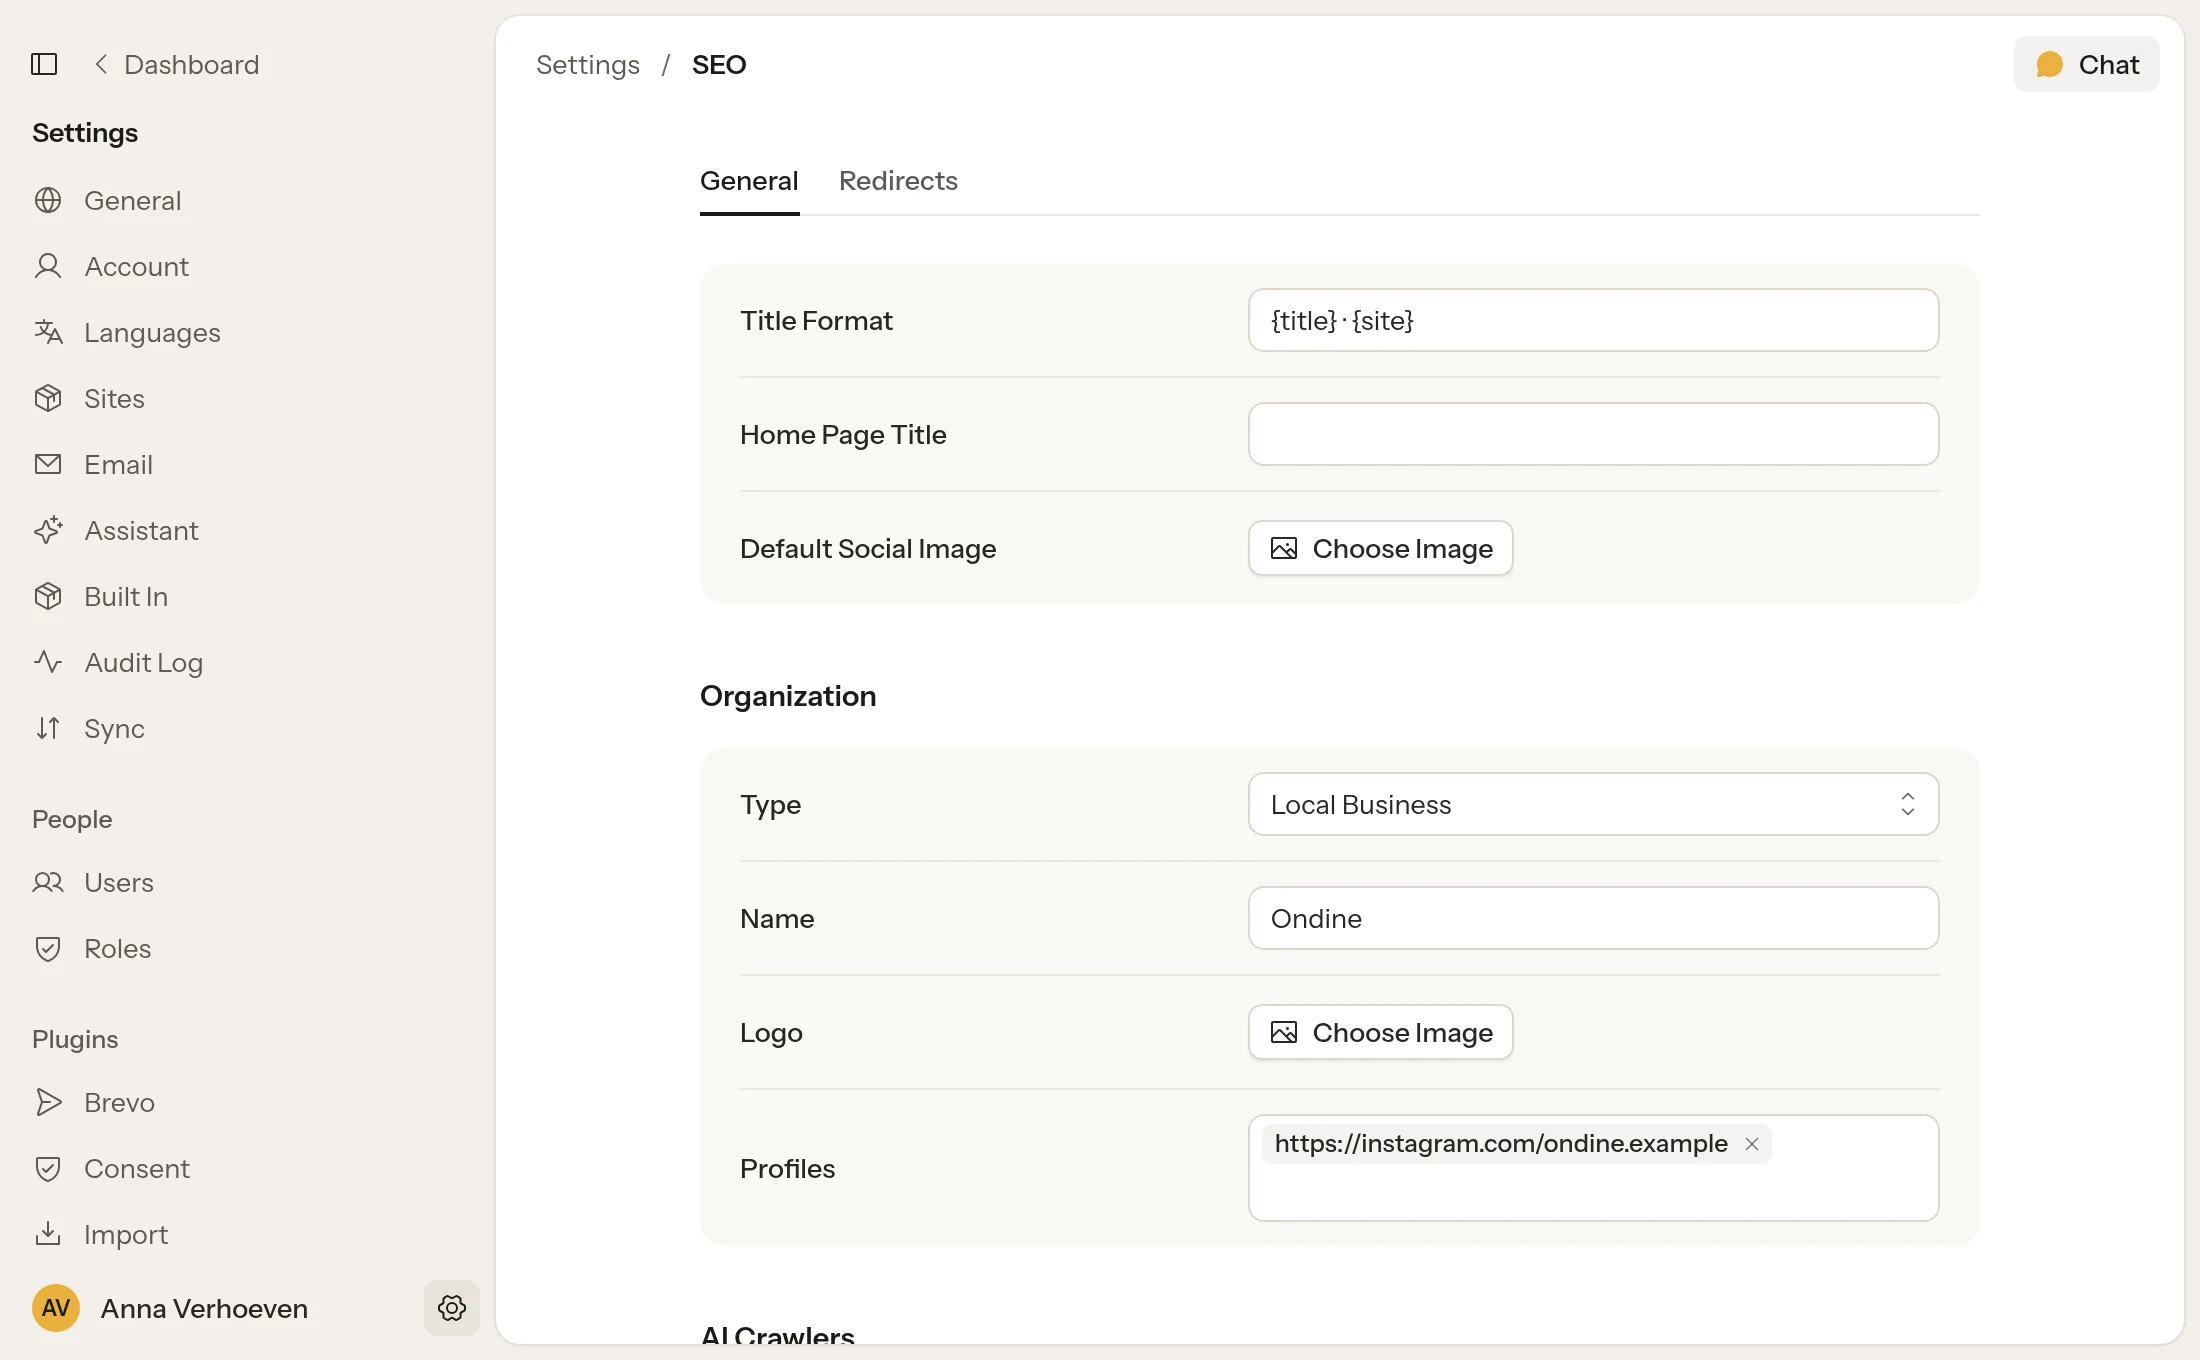 Dashboard
Settings
General
Account
Languages
Sites
Email
Assistant
Built In
Audit Log
Sync
People
Users
Roles
Plugins
Brevo
Consent
Import
AV
Anna Verhoeven
Settings / SEO
Chat
General
Redirects
Title Format
{title} · {site}
Home Page Title
Default Social Image
Choose Image
Organization
Type
Local Business
Name
Ondine
Logo
Choose Image
Profiles
https://instagram.com/ondine.example
AI Crawlers